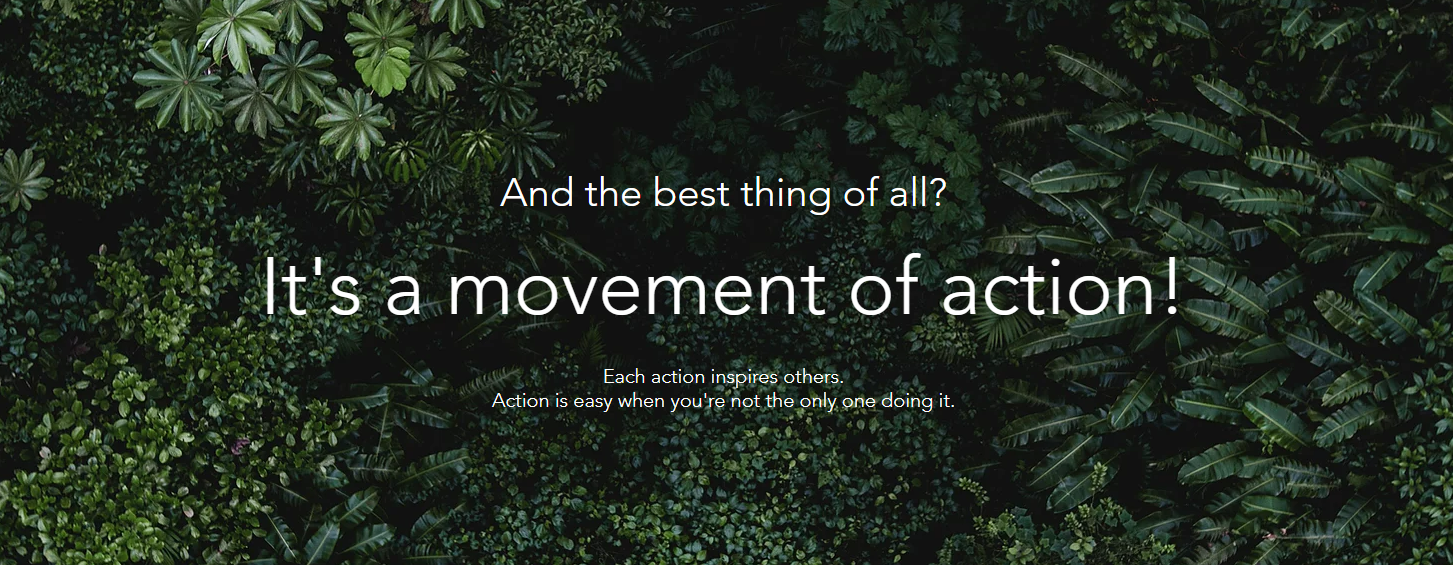 And the best thing of all?
It's a movement of action!
Each action inspires others.
Action is easy when you're not the only one doing it.